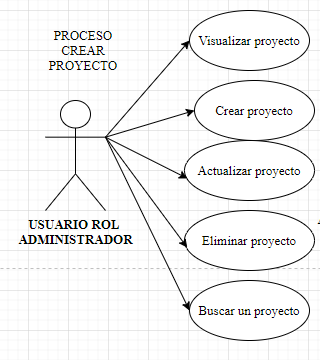 PROCESO
CREAR
PROYECTO
USUARIO ROL
ADMINISTRADOR
Visualizar proyecto
Crear proyecto
Actualizar proyecto
Eliminar proyecto
Buscar un proyecto